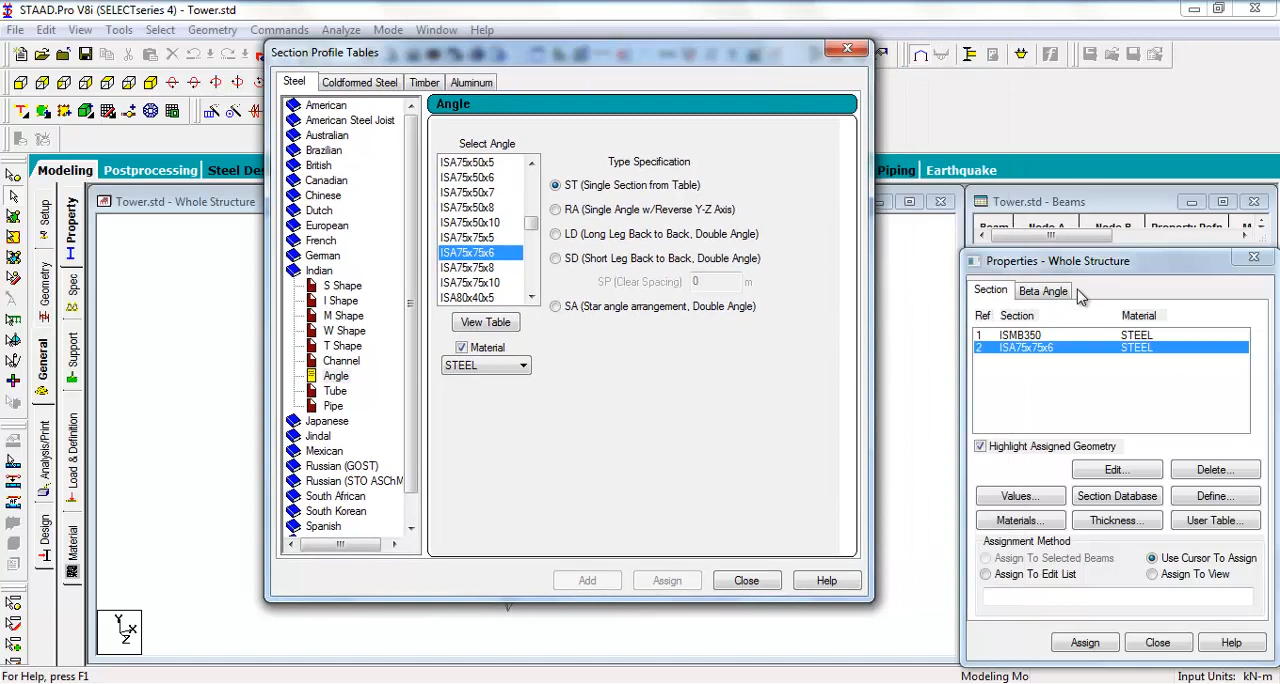 STAAD.Pro V8i (SELECTseries 4) - Tower.std
File Edit View Tools Select Geometry Commands Analyze Mode Window Help
Section Profile Tables
Steel Coldformed Steel Timber Aluminum
American
American Steel Joist
Australian
Brazilian
British
Canadian
Chinese
Dutch
European
French
German
Indian
S Shape
I Shape
M Shape
W Shape
T Shape
Channel
Angle
Tube
Pipe
Japanese
Jindal
Mexican
Russian (GOST)
Russian (STO ASChM
South African
South Korean
Spanish
Angle
Select Angle
ISA75x50x5
ISA75x50x6
ISA75x50x7
ISA75x50x8
ISA75x50x10
ISA75x75x5
ISA75x75x6
ISA75x75x8
ISA75x75x10
ISA80x40x5
View Table
Material
STEEL
Type Specification
ST (Single Section from Table)
RA (Single Angle w/Reverse Y-Z Axis)
LD (Long Leg Back to Back, Double Angle)
SD (Short Leg Back to Back, Double Angle)
SP (Clear Spacing) 0 m
SA (Star angle arrangement, Double Angle)
Add Assign Close Help
Modeling Postprocessing Steel Des Piping Earthquake
Tower.std - Whole Structure
Setup
Geometry
General
Analysis/Print
Design
Property
Spec
Support
Load & Definition
Material
Y
X
Z
Tower.std - Beams
Beam Node A Node B Property
Properties - Whole Structure
Section Beta Angle
Ref Section Material
1 ISMB350 STEEL
2 ISA75x75x6 STEEL
Highlight Assigned Geometry
Edit... Delete...
Values... Section Database Define...
Materials... Thickness... User Table...
Assignment Method
Assign To Selected Beams Use Cursor To Assign
Assign To Edit List Assign To View
Assign Close Help
For Help, press F1 Modeling Mo Input Units: kN-m